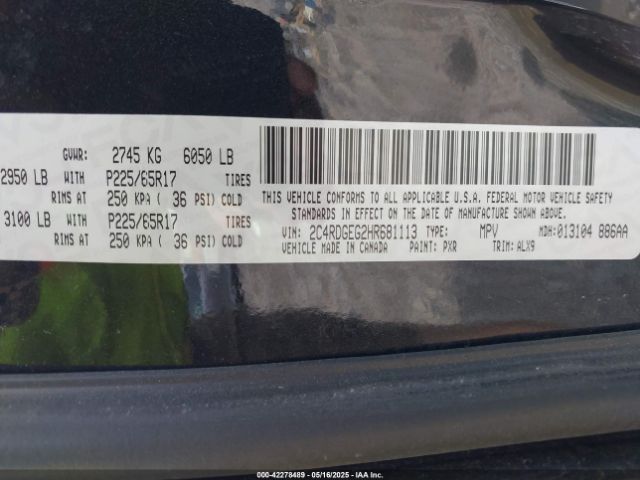 GVWR: 2745 KG 6050 LB
2950 LB WITH P225/65R17 TIRES
RIMS AT 250 KPA ( 36 PSI) COLD
3100 LB WITH P225/65R17 TIRES
RIMS AT 250 KPA ( 36 PSI) COLD
THIS VEHICLE CONFORMS TO ALL APPLICABLE U.S.A. FEDERAL MOTOR VEHICLE SAFETY
STANDARDS IN EFFECT ON THE DATE OF MANUFACTURE SHOWN ABOVE.
VIN: 2C4RDGEG2HR681113 TYPE: MPV MDH: 013104 886AA
VEHICLE MADE IN CANADA PAINT: PXR TRIM: ALX9
© 42278489 - 05/16/2025 - IAAI.COM